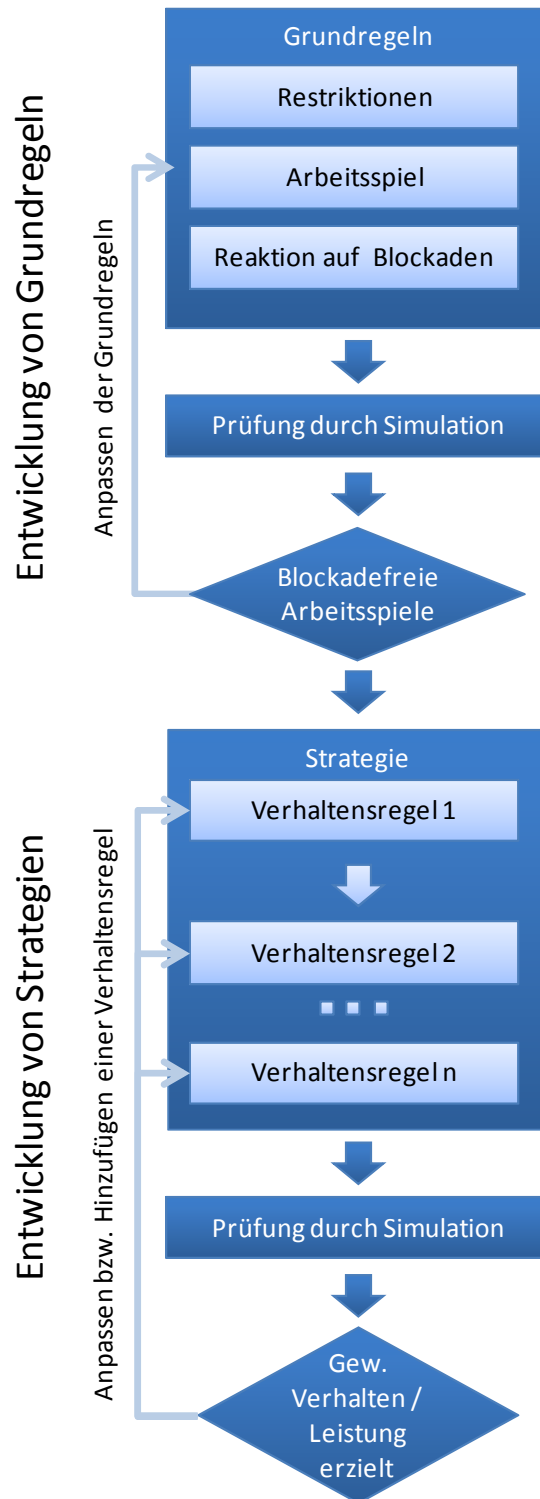 Entwicklung von Grundregeln
Anpassen der Grundregeln
Grundregeln
Restriktionen
Arbeitsspiel
Reaktion auf Blockaden
Prüfung durch Simulation
Blockadefreie
Arbeitsspiele
Entwicklung von Strategien
Anpassen bzw. Hinzufügen einer Verhaltensregel
Strategie
Verhaltensregel 1
Verhaltensregel 2
Verhaltensregel n
Prüfung durch Simulation
Gew.
Verhalten /
Leistung
erzielt